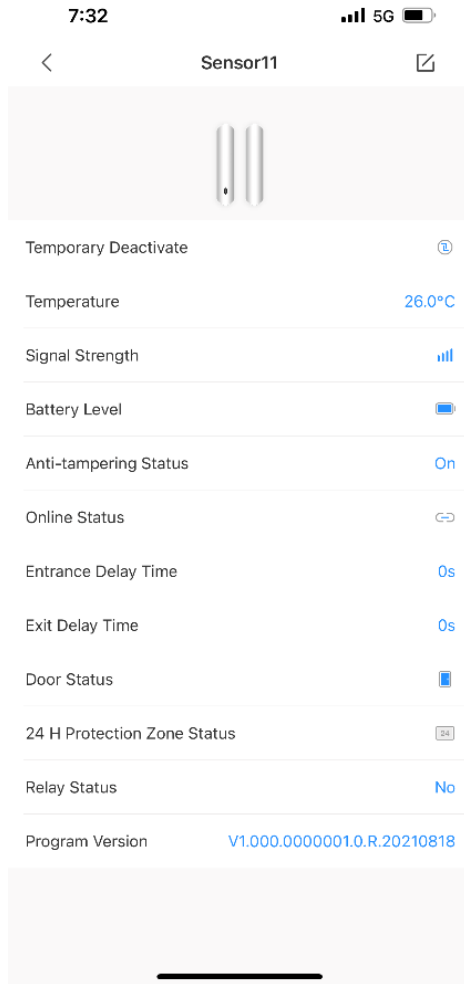 7:32 5G
Sensor11
Temporary Deactivate
Temperature 26.0°C
Signal Strength
Battery Level
Anti-tampering Status On
Online Status
Entrance Delay Time 0s
Exit Delay Time 0s
Door Status
24 H Protection Zone Status 24
Relay Status No
Program Version V1.000.0000001.0.R.20210818